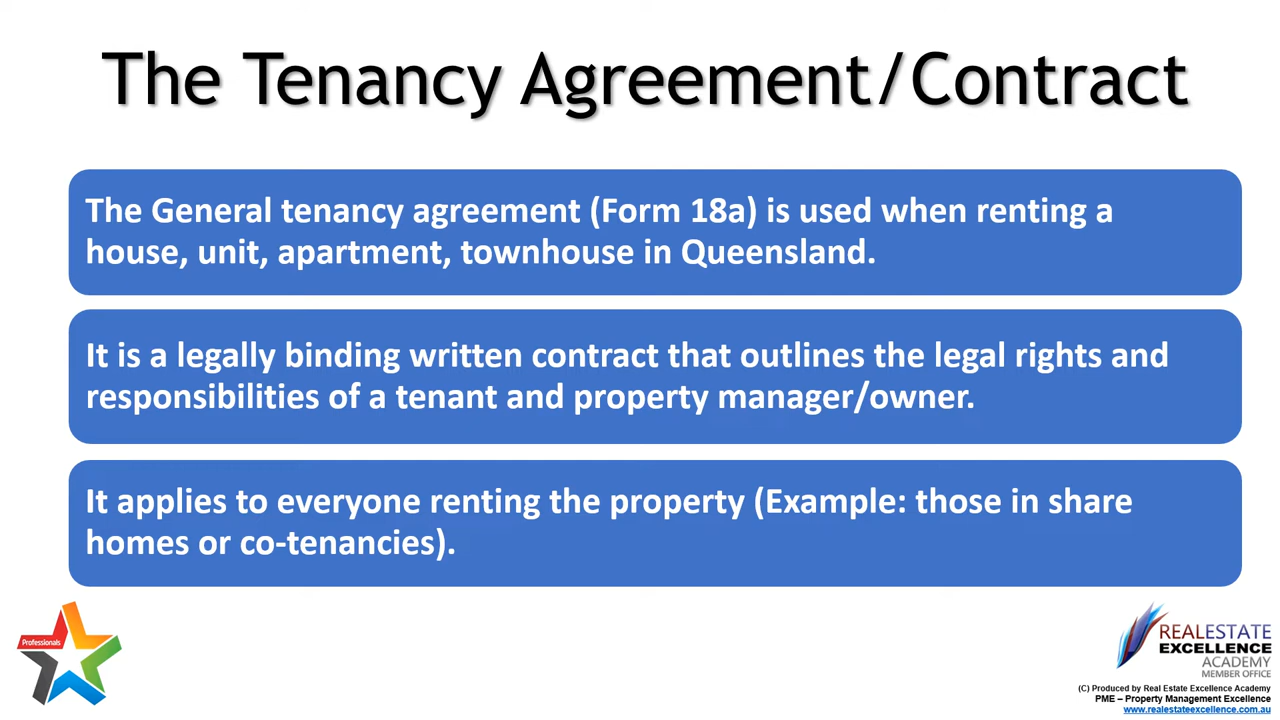 The Tenancy Agreement/Contract
The General tenancy agreement (Form 18a) is used when renting a
house, unit, apartment, townhouse in Queensland.
It is a legally binding written contract that outlines the legal rights and
responsibilities of a tenant and property manager/owner.
It applies to everyone renting the property (Example: those in share
homes or co-tenancies).
Professionals
REALESTATE
EXCELLENCE
ACADEMY
MEMBER OFFICE
(C) Produced by Real Estate Excellence Academy
PME – Property Management Excellence
www.realestateexcellence.com.au